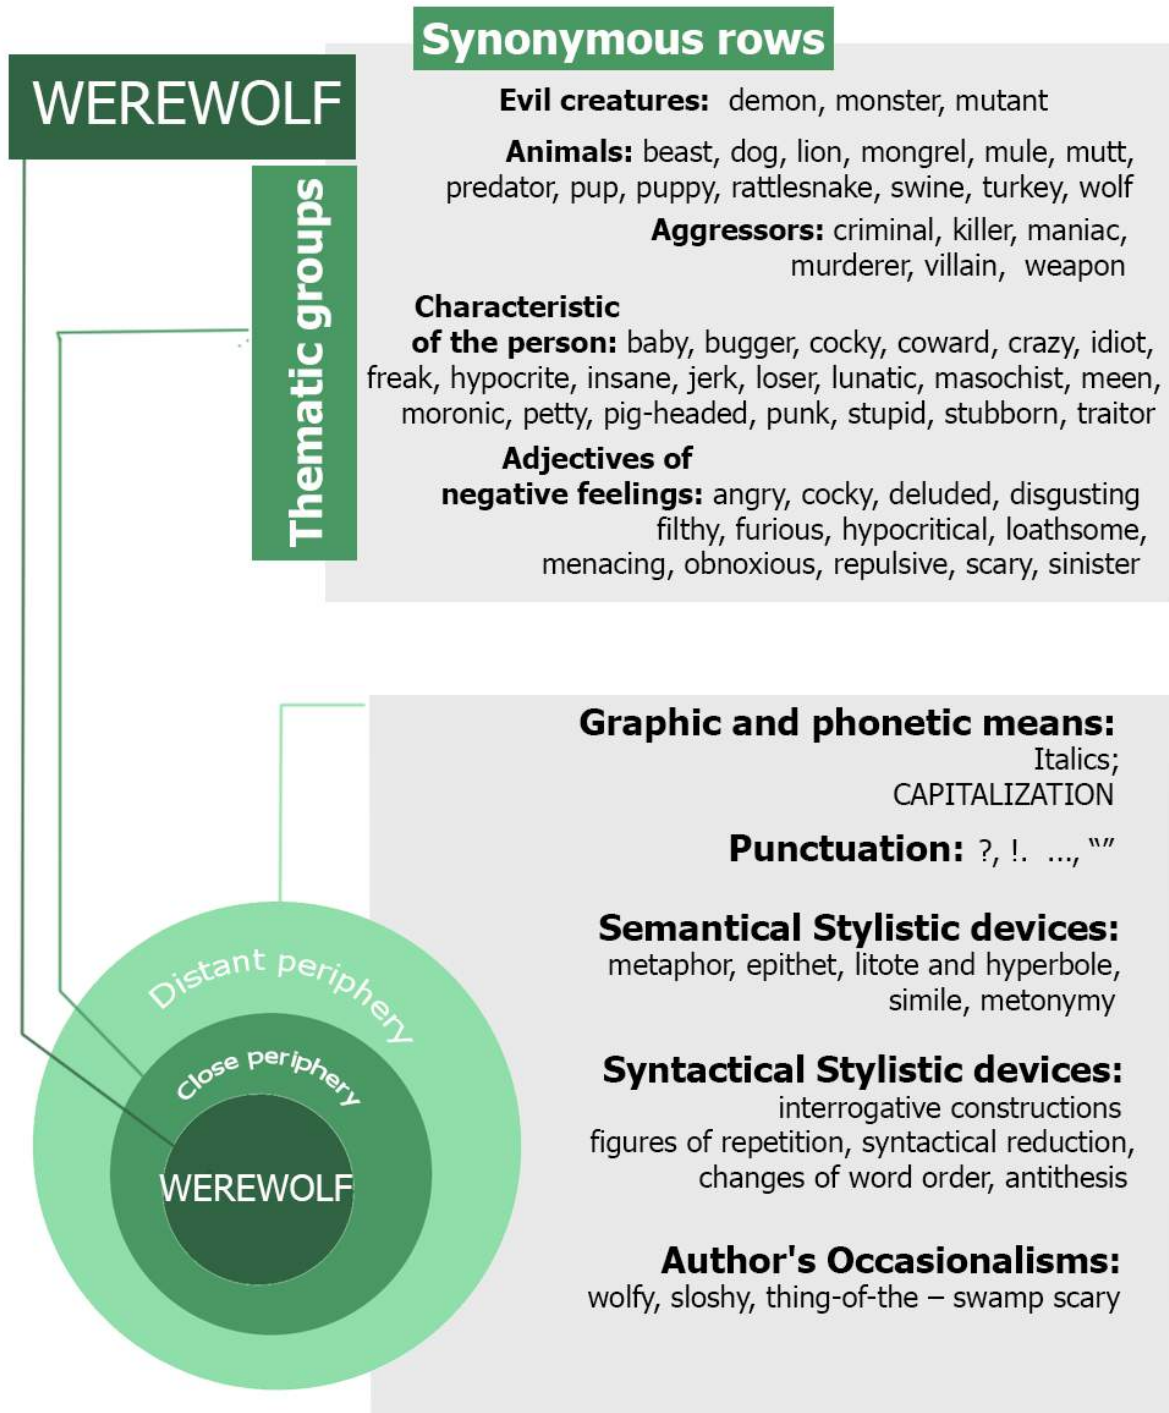 Synonymous rows
WEREWOLF
Thematic groups
Evil creatures: demon, monster, mutant
Animals: beast, dog, lion, mongrel, mule, mutt,
predator, pup, puppy, rattlesnake, swine, turkey, wolf
Aggressors: criminal, killer, maniac,
murderer, villain, weapon
Characteristic
of the person: baby, bugger, cocky, coward, crazy, idiot,
freak, hypocrite, insane, jerk, loser, lunatic, masochist, meen,
moronic, petty, pig-headed, punk, stupid, stubborn, traitor
Adjectives of
negative feelings: angry, cocky, deluded, disgusting
filthy, furious, hypocritical, loathsome,
menacing, obnoxious, repulsive, scary, sinister
Graphic and phonetic means:
Italics;
CAPITALIZATION
Punctuation: ?, !. ..., “”
Semantical Stylistic devices:
metaphor, epithet, litote and hyperbole,
simile, metonymy
Syntactical Stylistic devices:
interrogative constructions
figures of repetition, syntactical reduction,
changes of word order, antithesis
Author's Occasionalisms:
wolfy, sloshy, thing-of-the – swamp scary
Distant periphery
Close periphery
WEREWOLF